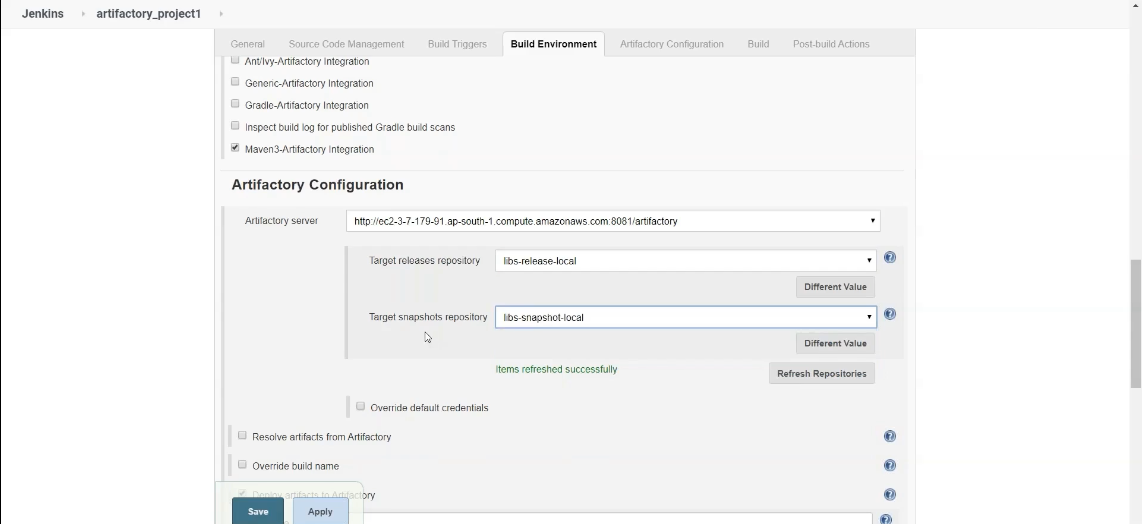 Jenkins artifactory_project1
General Source Code Management Build Triggers Build Environment Artifactory Configuration Build Post-build Actions
Ant/Ivy-Artifactory Integration
Generic-Artifactory Integration
Gradle-Artifactory Integration
Inspect build log for published Gradle build scans
Maven3-Artifactory Integration
Artifactory Configuration
Artifactory server http://ec2-3-7-179-91.ap-south-1.compute.amazonaws.com:8081/artifactory
Target releases repository libs-release-local
Different Value
Target snapshots repository libs-snapshot-local
Different Value
Items refreshed successfully Refresh Repositories
Override default credentials
Resolve artifacts from Artifactory
Override build name
Deploy artifacts to Artifactory
Save Apply